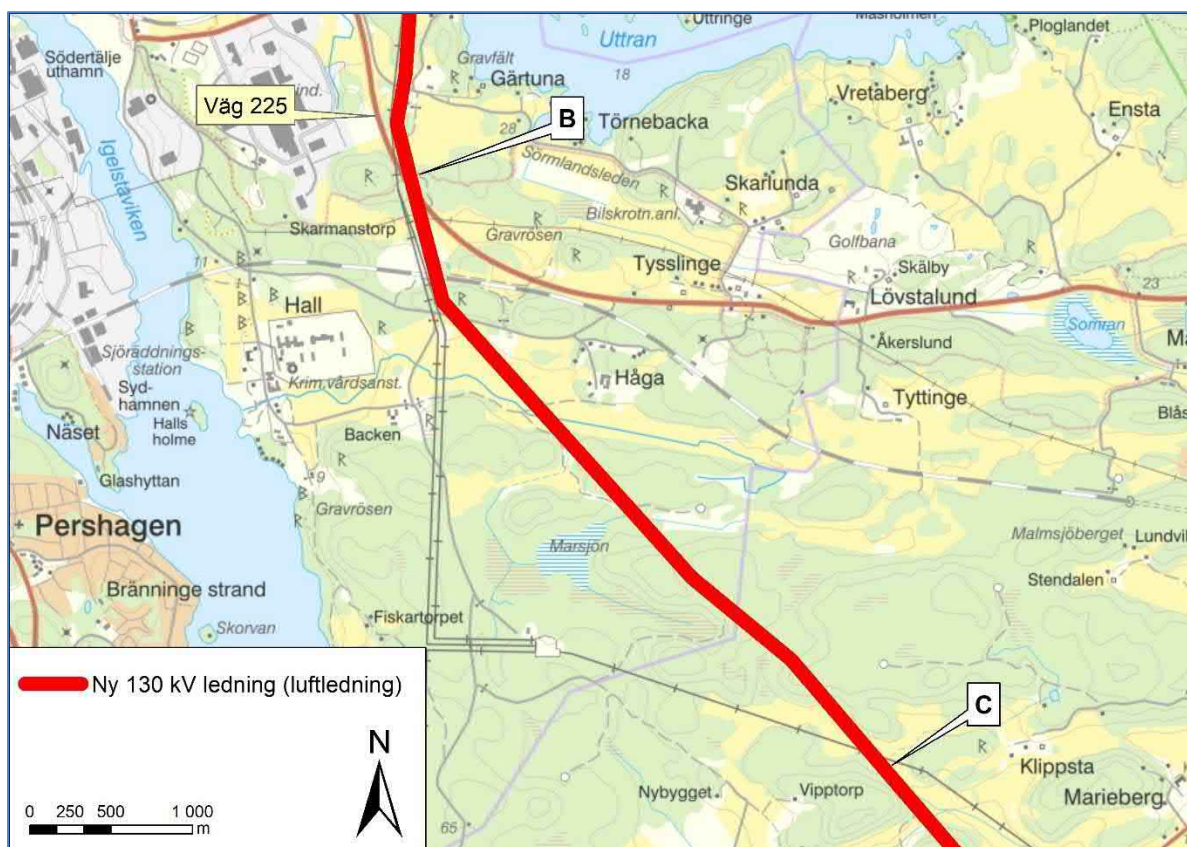 Uttringe
Masholmen
Ploglandet
Södertälje
uthamn
Gravfält
Uttran
18
ind.
Gärtuna
Vretaberg
Ensta
Väg 225
B
28
Törnebacka
Igelstaviken
Sörmlandsleden
Skarlunda
Bilskrotn.anl.
Skarmanstorp
Gravrösen
Golfbana
11
Tysslinge
Skälby
23
Hall
Lövstalund
Somran
Sjöräddnings-
station
Åkerslund
Krim.vårdsanst.
Håga
Syd-
hamnen
Tyttinge
Halls
holme
Näset
Backen
Glashyttan
9
Gravrösen
Pershagen
Marsjön
Malmsjöberget
Stendalen
Bränninge strand
Fiskartorpet
Skorvan
Ny 130 kV ledning (luftledning)
C
N
Klippsta
Nybygget
Vipptorp
Marieberg
0 250 500 1 000
m
65